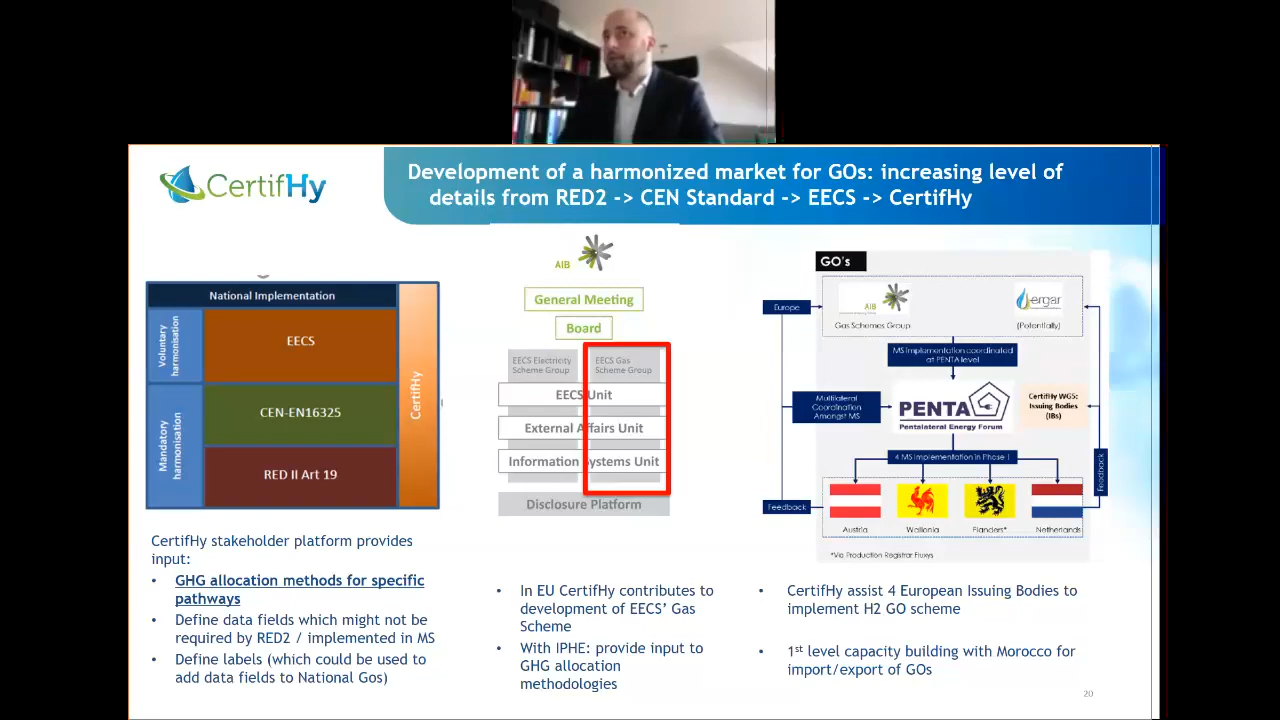 CertifHy
Development of a harmonized market for GOs: increasing level of
details from RED2 -> CEN Standard -> EECS -> CertifHy
National Implementation
Voluntary
harmonisation
EECS
Mandatory
harmonisation
CEN-EN16325
RED II Art 19
CertifHy
CertifHy stakeholder platform provides
input:
• GHG allocation methods for specific
pathways
• Define data fields which might not be
required by RED2 / implemented in MS
• Define labels (which could be used to
add data fields to National Gos)
AIB
General Meeting
Board
EECS Electricity
Scheme Group
EECS Gas
Scheme Group
EECS Unit
External Affairs Unit
Information Systems Unit
Disclosure Platform
• In EU CertifHy contributes to
development of EECS’ Gas
Scheme
• With IPHE: provide input to
GHG allocation
methodologies
GO's
Europe
AIB
Gas Schemes Group
ergar
(Potentially)
MS implementation coordinated
at PENTA level
Multilateral
Coordination
Amongst MS
PENTA
Pentalateral Energy Forum
CertifHy WG5:
Issuing Bodies
(IBs)
4 MS implementation in Phase 1
Feedback
Feedback
Austria
Wallonia
Flanders*
Netherlands
*Via Production Registrar Fluxys
• CertifHy assist 4 European Issuing Bodies to
implement H2 GO scheme
• 1st level capacity building with Morocco for
import/export of GOs
20